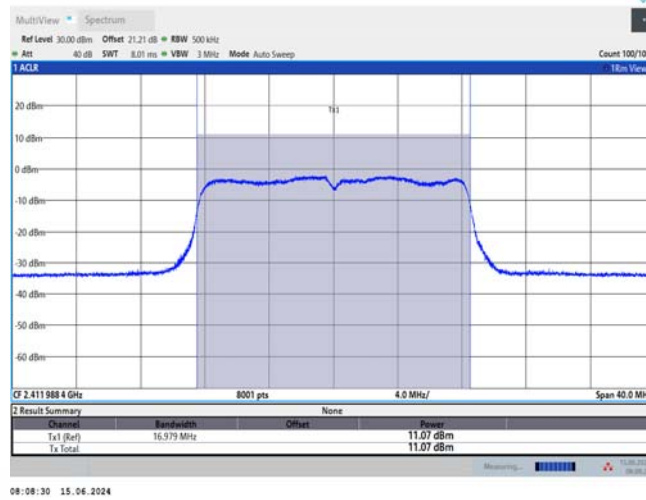 MultiView Spectrum
Ref Level 30.00 dBm Offset 21.21 dB RBW 500 kHz
Att 40 dB SWT 8.01 ms VBW 3 MHz Mode Auto Sweep Count 100/10
1 ACLR 1Rm View
Tx1
20 dBm
10 dBm
0 dBm
-10 dBm
-20 dBm
-30 dBm
-40 dBm
-50 dBm
-60 dBm
CF 2.411 988 4 GHz 8001 pts 4.0 MHz/ Span 40.0 MH
2 Result Summary None
Channel Bandwidth Offset Power
Tx1 (Ref) 16.979 MHz 11.07 dBm
Tx Total 11.07 dBm
Measuring...
08:08:30 15.06.2024